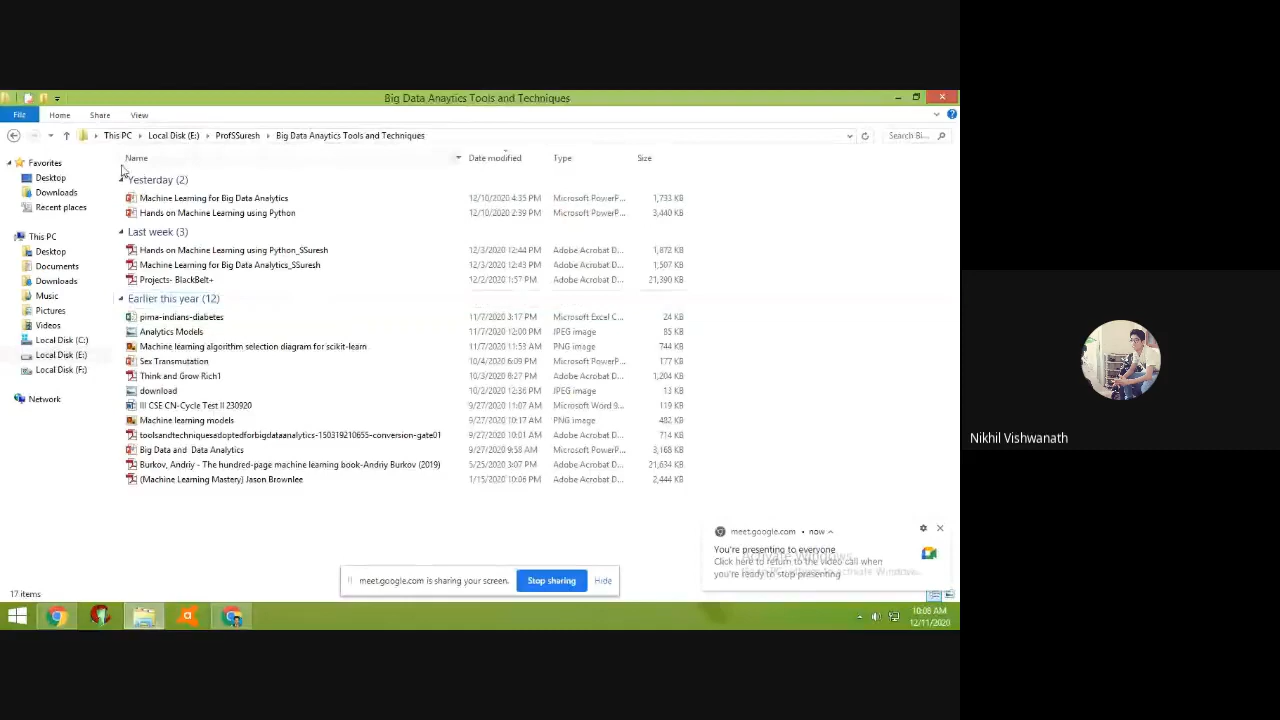 Big Data Anaytics Tools and Techniques
File Home Share View
This PC Local Disk (E:) ProfSSuresh Big Data Anaytics Tools and Techniques Search Bi...
Name Date modified Type Size
Favorites
Desktop
Downloads
Recent places
This PC
Desktop
Documents
Downloads
Music
Pictures
Videos
Local Disk (C:)
Local Disk (E:)
Local Disk (F:)
Network
Yesterday (2)
Machine Learning for Big Data Analytics 12/10/2020 4:35 PM Microsoft PowerP... 1,733 KB
Hands on Machine Learning using Python 12/10/2020 2:39 PM Microsoft PowerP... 3,440 KB
Last week (3)
Hands on Machine Learning using Python_SSuresh 12/3/2020 12:44 PM Adobe Acrobat D... 1,872 KB
Machine Learning for Big Data Analytics_SSuresh 12/3/2020 12:43 PM Adobe Acrobat D... 1,507 KB
Projects- BlackBelt+ 12/2/2020 1:57 PM Adobe Acrobat D... 21,390 KB
Earlier this year (12)
pima-indians-diabetes 11/7/2020 3:17 PM Microsoft Excel C... 24 KB
Analytics Models 11/7/2020 12:00 PM JPEG image 85 KB
Machine learning algorithm selection diagram for scikit-learn 11/7/2020 11:53 AM PNG image 744 KB
Sex Transmutation 10/4/2020 6:09 PM Microsoft PowerP... 177 KB
Think and Grow Rich1 10/3/2020 8:27 PM Adobe Acrobat D... 1,204 KB
download 10/2/2020 12:36 PM JPEG image 13 KB
III CSE CN-Cycle Test II 230920 9/27/2020 11:07 AM Microsoft Word 9... 119 KB
Machine learning models 9/27/2020 10:17 AM PNG image 482 KB
toolsandtechniquesadoptedforbigdataanalytics-150319210655-conversion-gate01 9/27/2020 10:01 AM Adobe Acrobat D... 714 KB
Big Data and Data Analytics 9/27/2020 9:58 AM Microsoft PowerP... 3,168 KB
Burkov, Andriy - The hundred-page machine learning book-Andriy Burkov (2019) 5/25/2020 3:07 PM Adobe Acrobat D... 21,634 KB
(Machine Learning Mastery) Jason Brownlee 1/15/2020 10:06 PM Adobe Acrobat D... 2,444 KB
meet.google.com • now
You're presenting to everyone
Click here to return to the video call when
you're ready to stop presenting
meet.google.com is sharing your screen. Stop sharing Hide
17 items
10:08 AM
12/11/2020
Nikhil Vishwanath